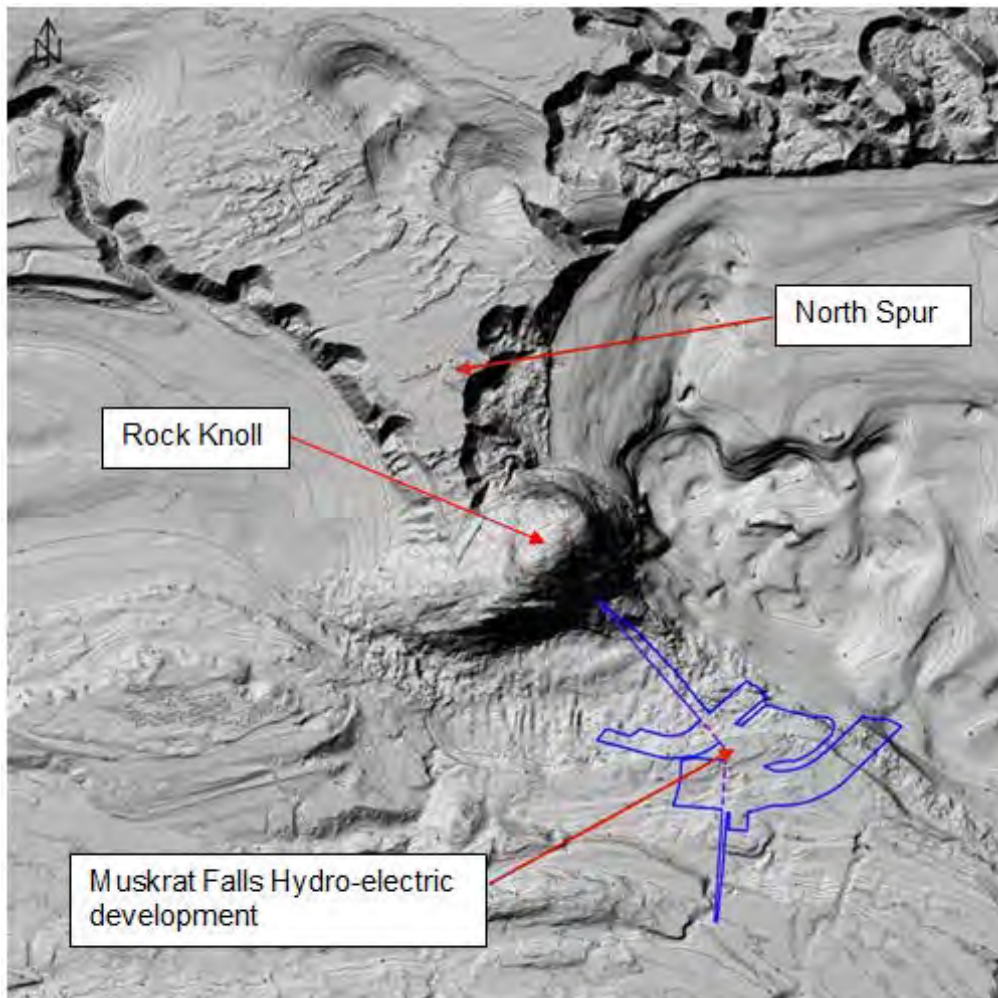 N
North Spur
Rock Knoll
Muskrat Falls Hydro-electric
development